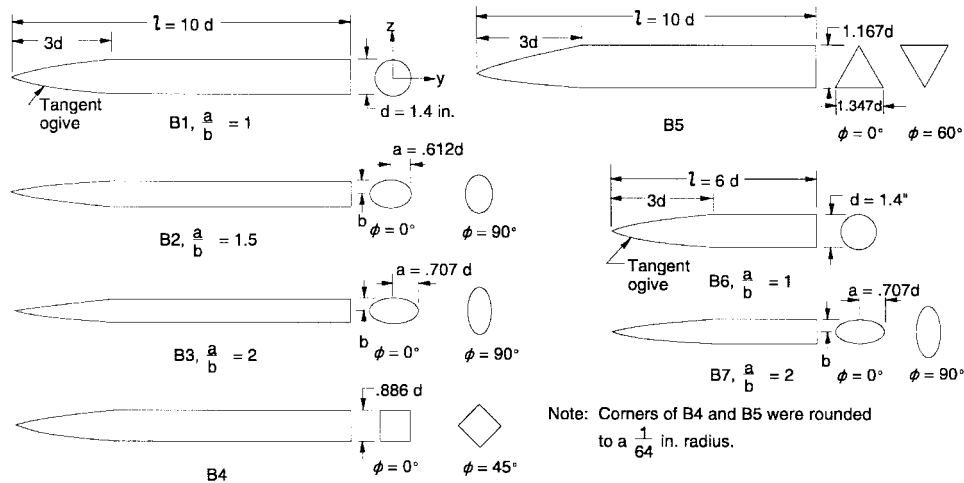 l = 10 d
3d
z
y
Tangent
ogive
d = 1.4 in.
B1, a/b = 1
a = .612d
b
B2, a/b = 1.5
ϕ = 0°
ϕ = 90°
a = .707 d
b
B3, a/b = 2
ϕ = 0°
ϕ = 90°
.886 d
B4
ϕ = 0°
ϕ = 45°
l = 10 d
3d
1.167d
1.347d
B5
ϕ = 0°
ϕ = 60°
l = 6 d
3d
d = 1.4"
Tangent
ogive
B6, a/b = 1
a = .707d
b
B7, a/b = 2
ϕ = 0°
ϕ = 90°
Note: Corners of B4 and B5 were rounded
to a 1/64 in. radius.